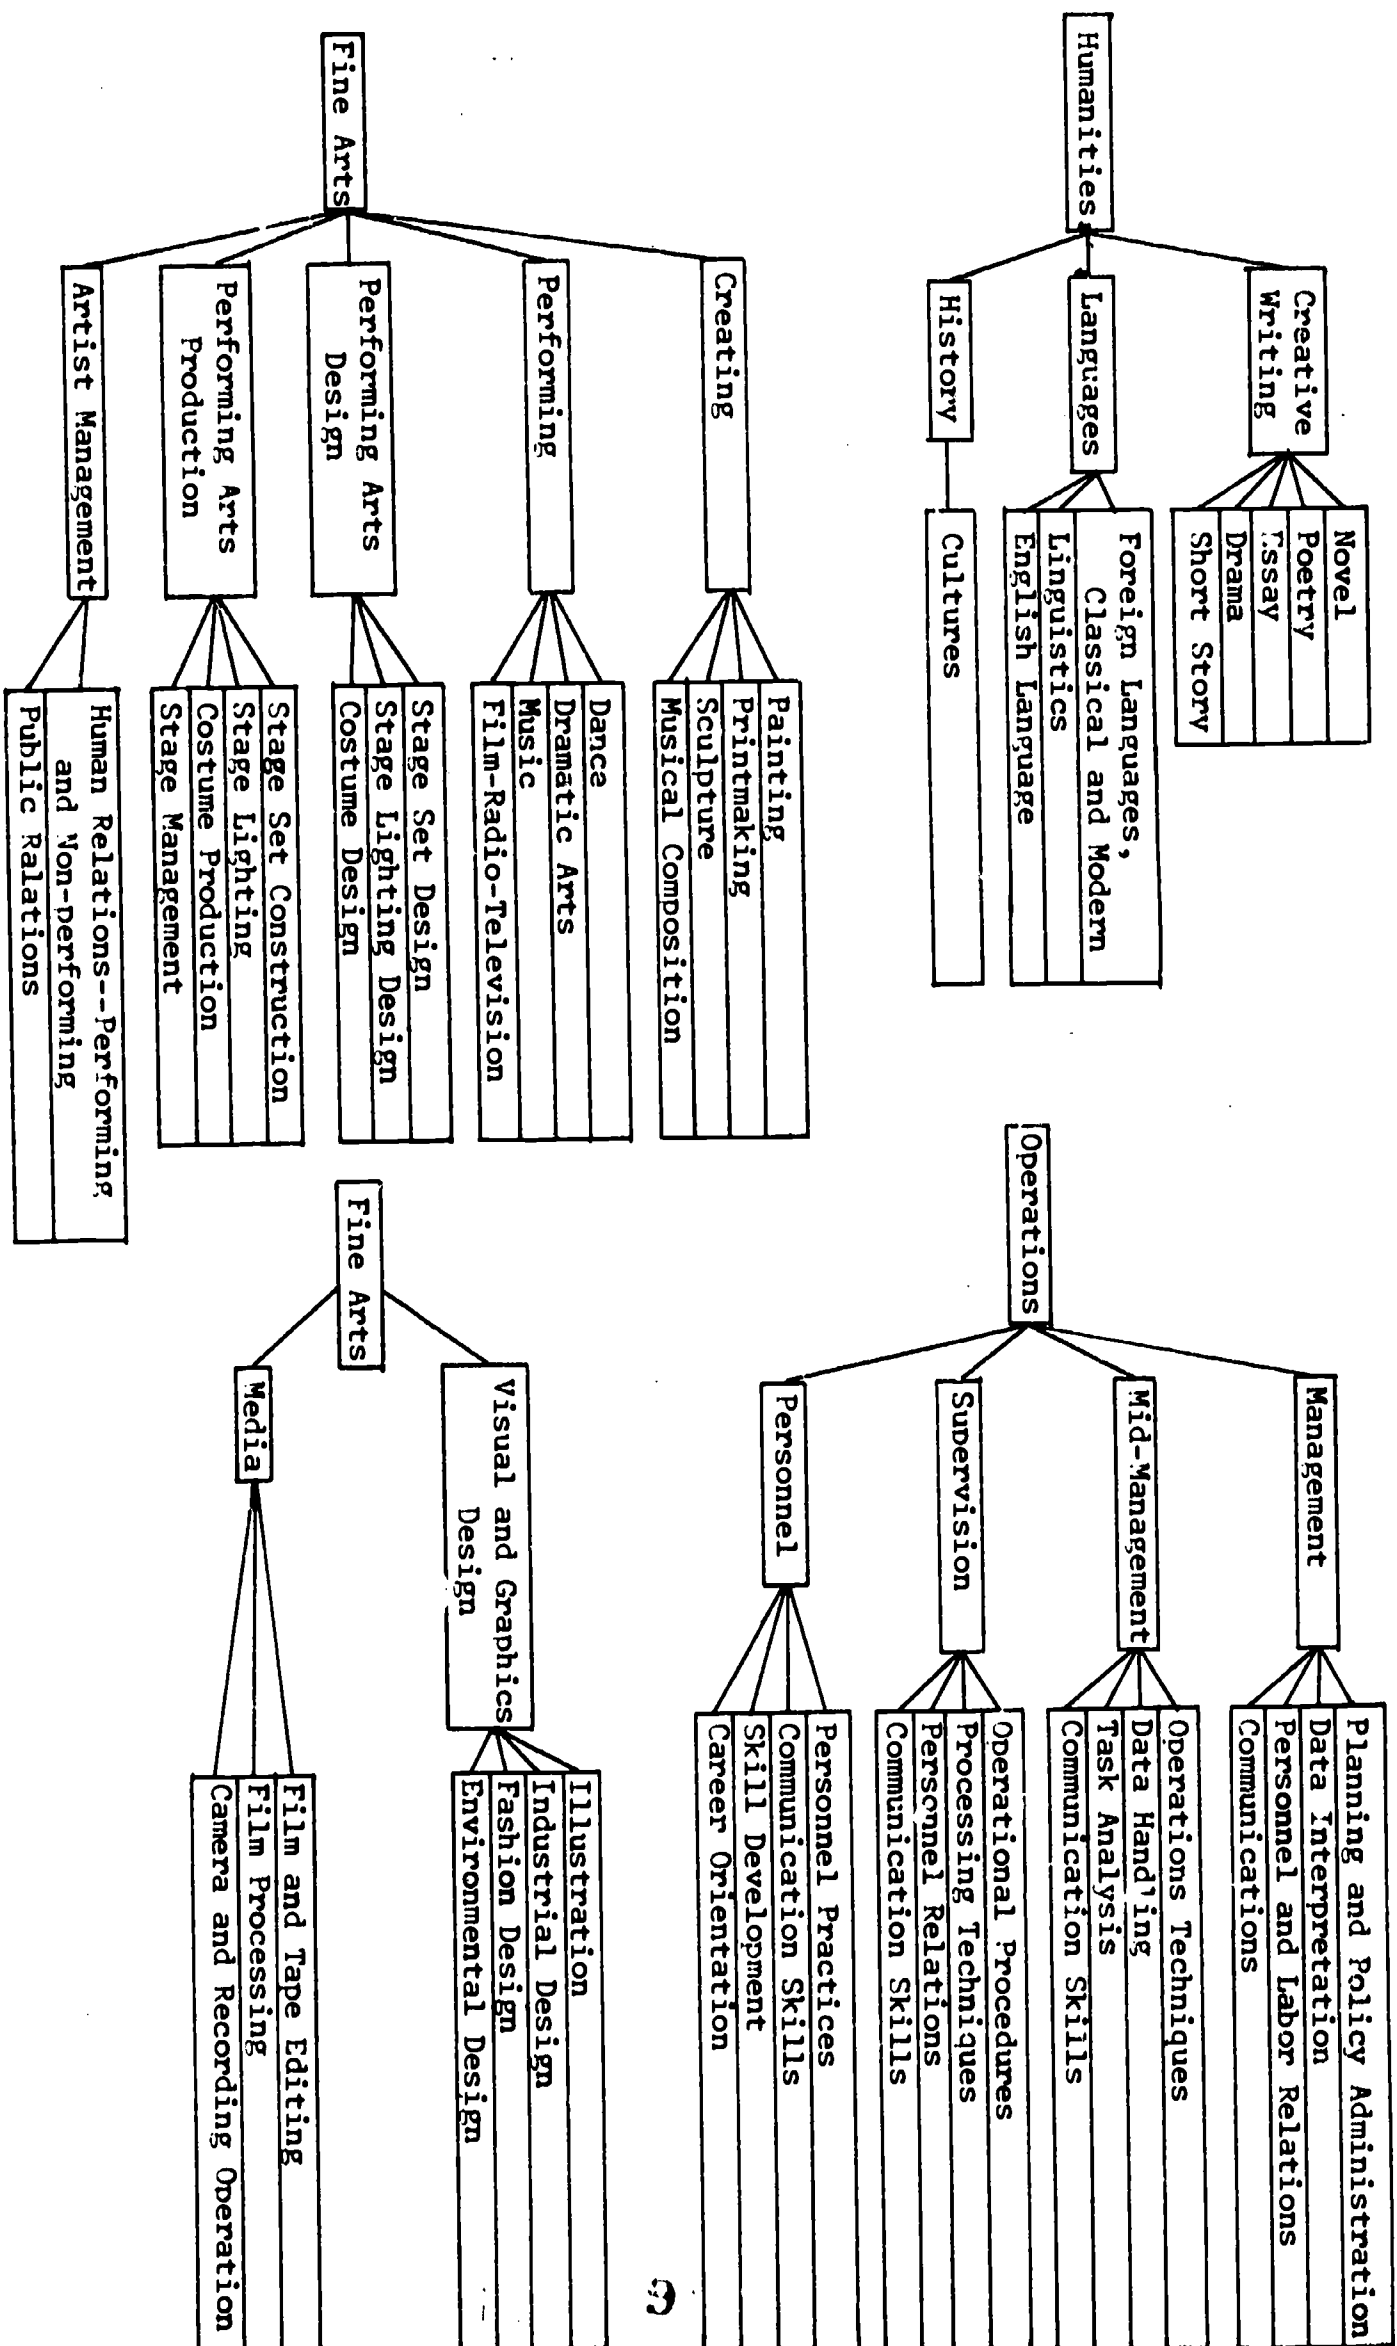 Humanities
Creative
Writing
Novel
Poetry
Essay
Drama
Short Story
Languages
Foreign Languages,
Classical and Modern
Linguistics
English Language
History
Cultures
Fine Arts
Creating
Painting
Printmaking
Sculpture
Musical Composition
Performing
Dance
Dramatic Arts
Music
Film-Radio-Television
Performing Arts
Design
Stage Set Design
Stage Lighting Design
Costume Design
Performing Arts
Production
Stage Set Construction
Stage Lighting
Costume Production
Stage Management
Artist Management
Human Relations--Performing
and Non-performing
Public Ralations
Operations
Management
Planning and Policy Administration
Data Interpretation
Personnel and Labor Relations
Communications
Mid-Management
Operations Techniques
Data Hand'ling
Task Analysis
Communication Skills
Supervision
Operational Procedures
Processing Techniques
Personnel Relations
Communication Skills
Personnel
Personnel Practices
Communication Skills
Skill Development
Career Orientation
Fine Arts
Visual and Graphics
Design
Illustration
Industrial Design
Fashion Design
Environmental Design
Media
Film and Tape Editing
Film Processing
Camera and Recording Operation